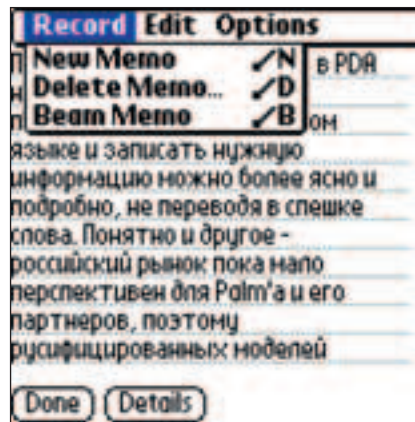 Record Edit Options
New Memo ✓N в PDA
Delete Memo... ✓D
Beam Memo ✓B ом
языке и записать нужную
информацию можно более ясно и
подробно, не переводя в спешке
слова. Понятно и другое -
российский рынок пока мало
перспективен для Palm'a и его
партнеров, поэтому
русифицированных моделей
Done Details